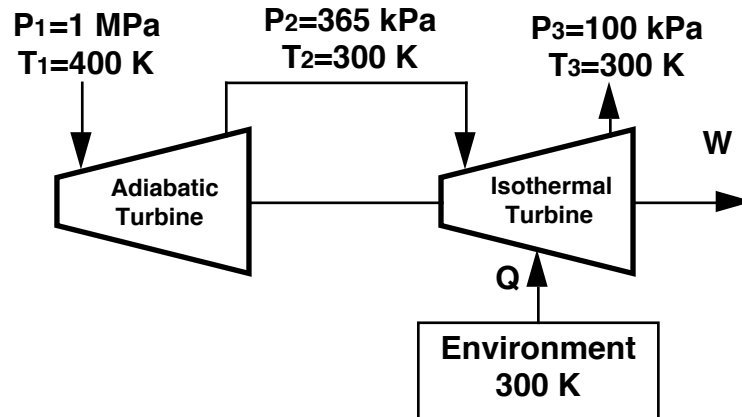 P1=1 MPa
T1=400 K
P2=365 kPa
T2=300 K
P3=100 kPa
T3=300 K
W
Adiabatic
Turbine
Isothermal
Turbine
Q
Environment
300 K